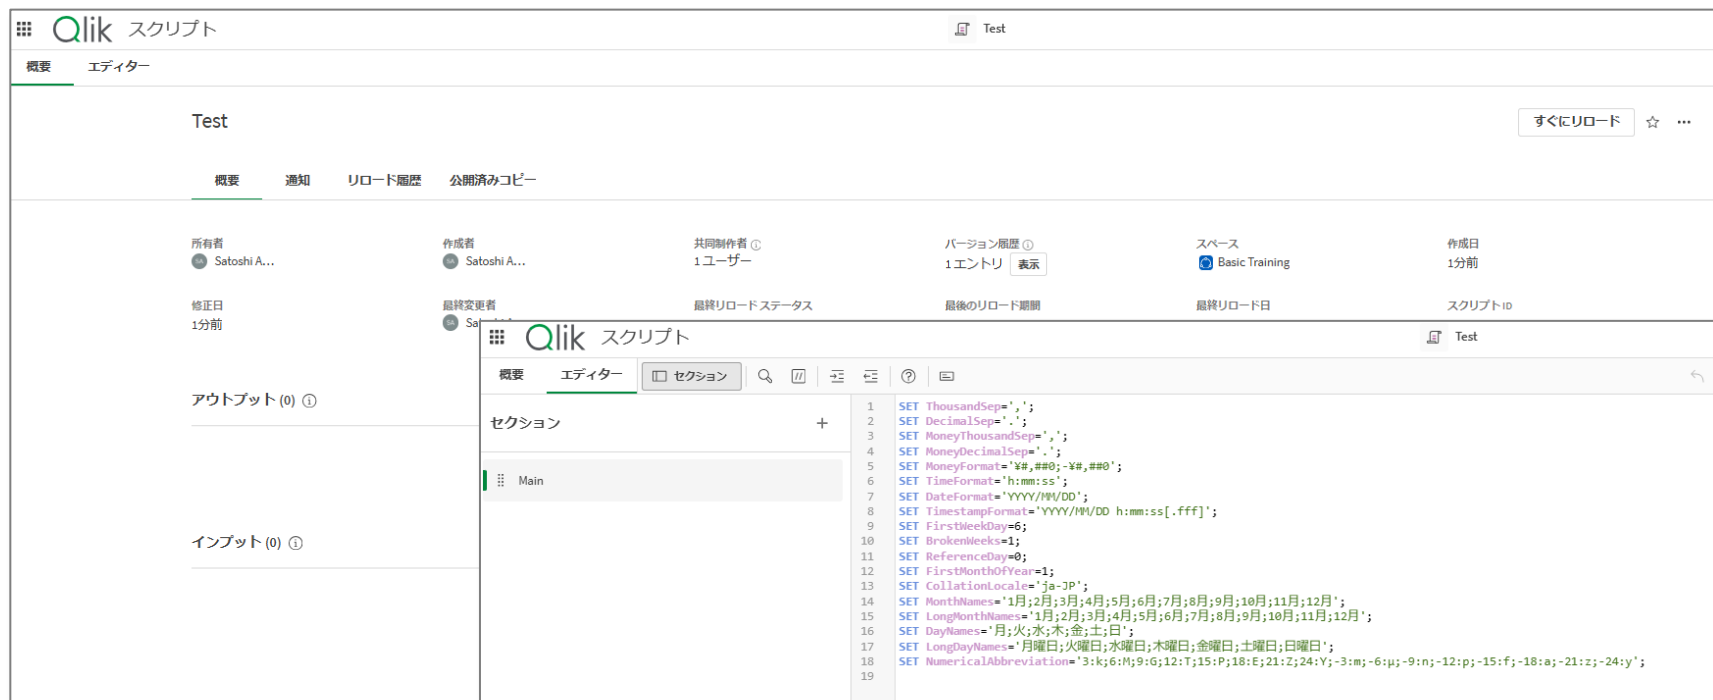 Qlik スクリプト
Test
概要 エディター
Test
すぐにリロード
概要 通知 リロード履歴 公開済みコピー
所有者 作成者 共同制作者 バージョン履歴 スペース 作成日
SA Satoshi A... SA Satoshi A... 1 ユーザー 1 エントリ 表示 Basic Training 1分前
修正日 最終変更者 最終リロード ステータス 最後のリロード期間 最終リロード日 スクリプト ID
1分前 SA
アウトプット (0)
インプット (0)
Qlik スクリプト
Test
概要 エディター セクション
セクション
Main
1 SET ThousandSep=',';
2 SET DecimalSep='.';
3 SET MoneyThousandSep=',';
4 SET MoneyDecimalSep='.';
5 SET MoneyFormat='¥#,##0;-¥#,##0';
6 SET TimeFormat='h:mm:ss';
7 SET DateFormat='YYYY/MM/DD';
8 SET TimestampFormat='YYYY/MM/DD h:mm:ss[.fff]';
9 SET FirstWeekDay=6;
10 SET BrokenWeeks=1;
11 SET ReferenceDay=0;
12 SET FirstMonthOfYear=1;
13 SET CollationLocale='ja-JP';
14 SET MonthNames='1月;2月;3月;4月;5月;6月;7月;8月;9月;10月;11月;12月';
15 SET LongMonthNames='1月;2月;3月;4月;5月;6月;7月;8月;9月;10月;11月;12月';
16 SET DayNames='月;火;水;木;金;土;日';
17 SET LongDayNames='月曜日;火曜日;水曜日;木曜日;金曜日;土曜日;日曜日';
18 SET NumericalAbbreviation='3:k;6:M;9:G;12:T;15:P;18:E;21:Z;24:Y;-3:m;-6:μ;-9:n;-12:p;-15:f;-18:a;-21:z;-24:y';
19